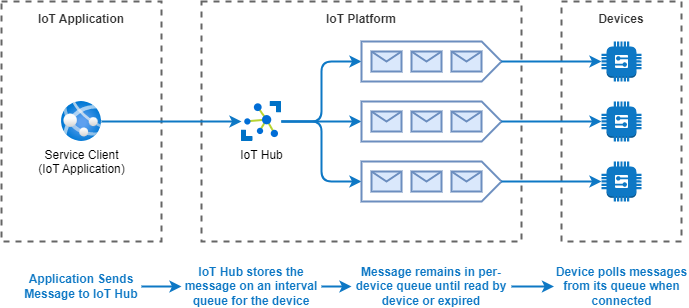 IoT Application
IoT Platform
Devices
Service Client
(IoT Application)
IoT Hub
Application Sends
Message to IoT Hub
IoT Hub stores the
message on an interval
queue for the device
Message remains in per-
device queue until read by
device or expired
Device polls messages
from its queue when
connected